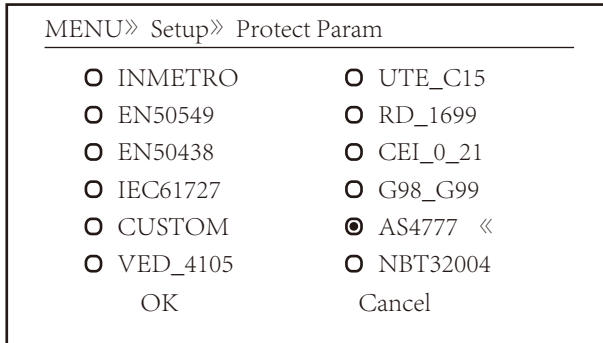 MENU》 Setup》 Protect Param
INMETRO UTE_C15
EN50549 RD_1699
EN50438 CEI_0_21
IEC61727 G98_G99
CUSTOM AS4777 《
VED_4105 NBT32004
OK Cancel